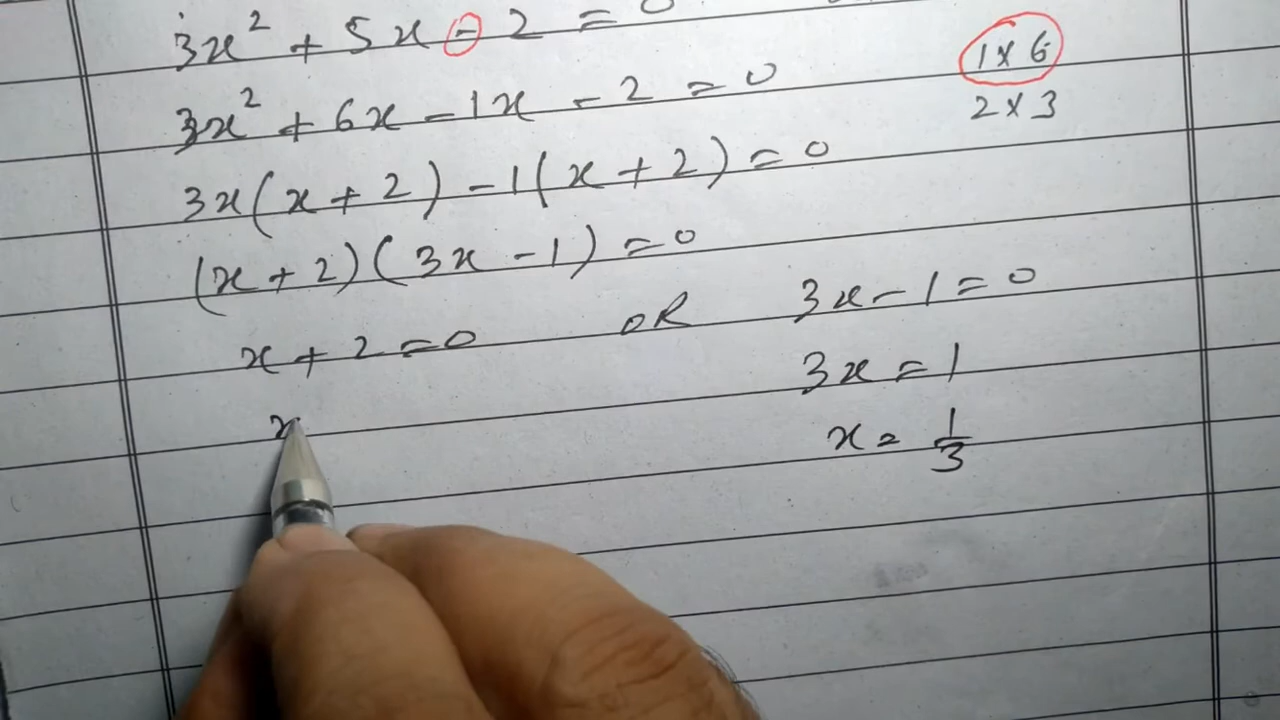 3x² + 5x - 2 = 0
1 x 6
3x² + 6x - 1x - 2 = 0
2 x 3
3x(x + 2) - 1(x + 2) = 0
(x + 2)(3x - 1) = 0
x + 2 = 0 OR 3x - 1 = 0
3x = 1
x
x = 1/3